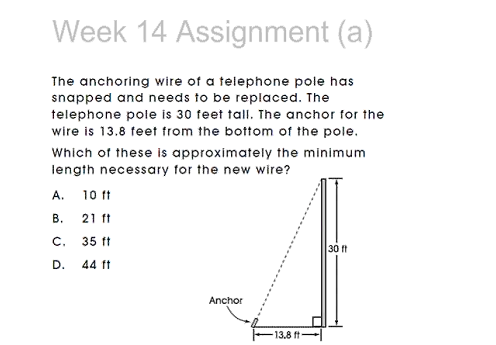 Week 14 Assignment (a)
The anchoring wire of a telephone pole has
snapped and needs to be replaced. The
telephone pole is 30 feet tall. The anchor for the
wire is 13.8 feet from the bottom of the pole.
Which of these is approximately the minimum
length necessary for the new wire?
A. 10 ft
B. 21 ft
C. 35 ft
D. 44 ft
30 ft
Anchor
13.8 ft